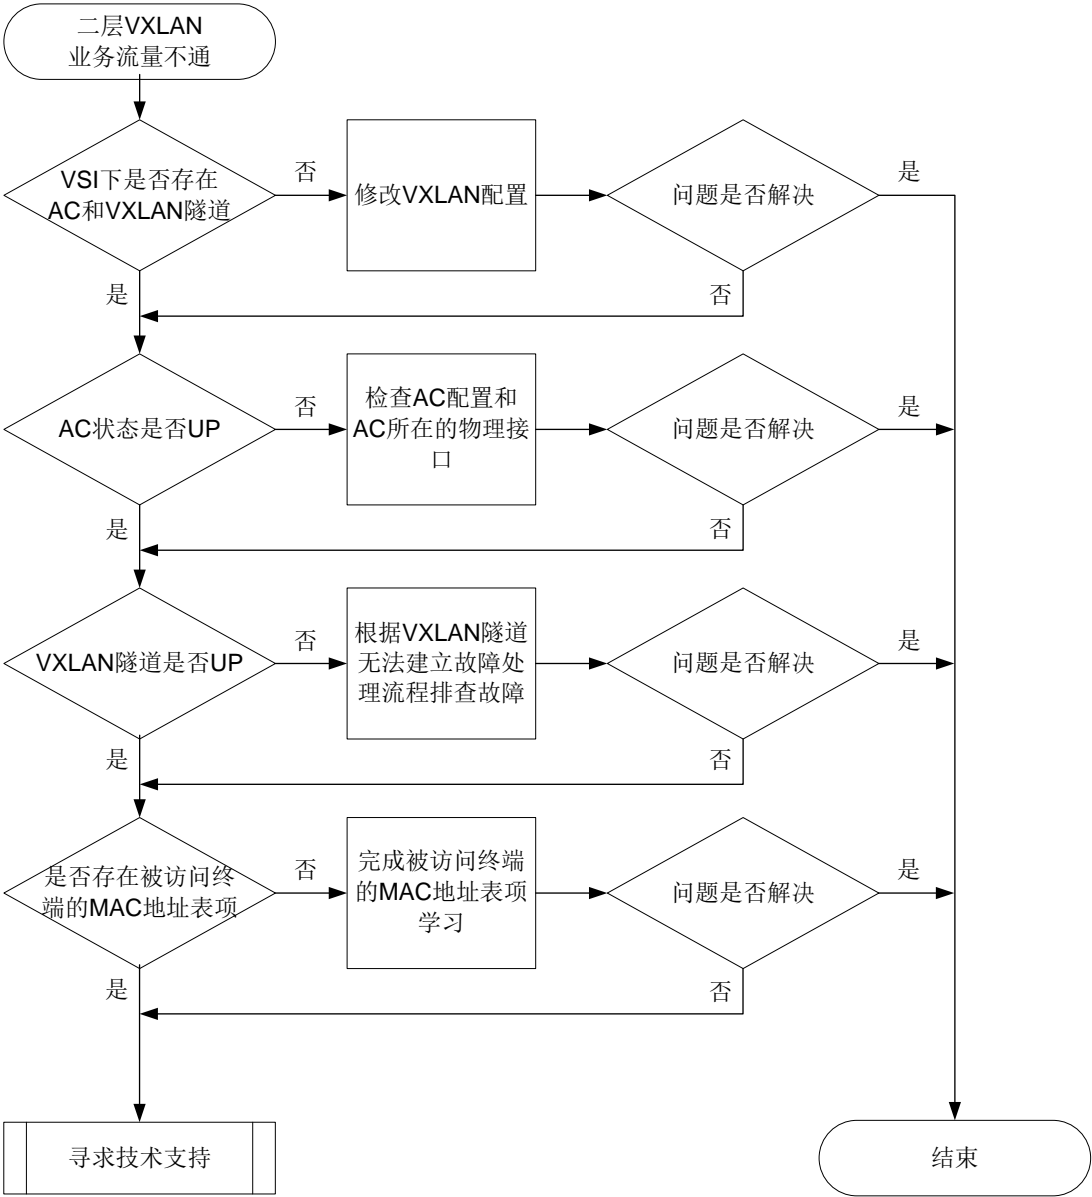 二层VXLAN
业务流量不通
VSI下是否存在
AC和VXLAN隧道
否
修改VXLAN配置
问题是否解决
是
是
否
AC状态是否UP
否
检查AC配置和
AC所在的物理接
口
问题是否解决
是
是
否
VXLAN隧道是否UP
否
根据VXLAN隧道
无法建立故障处
理流程排查故障
问题是否解决
是
是
否
是否存在被访问终
端的MAC地址表项
否
完成被访问终端
的MAC地址表项
学习
问题是否解决
是
是
否
寻求技术支持
结束